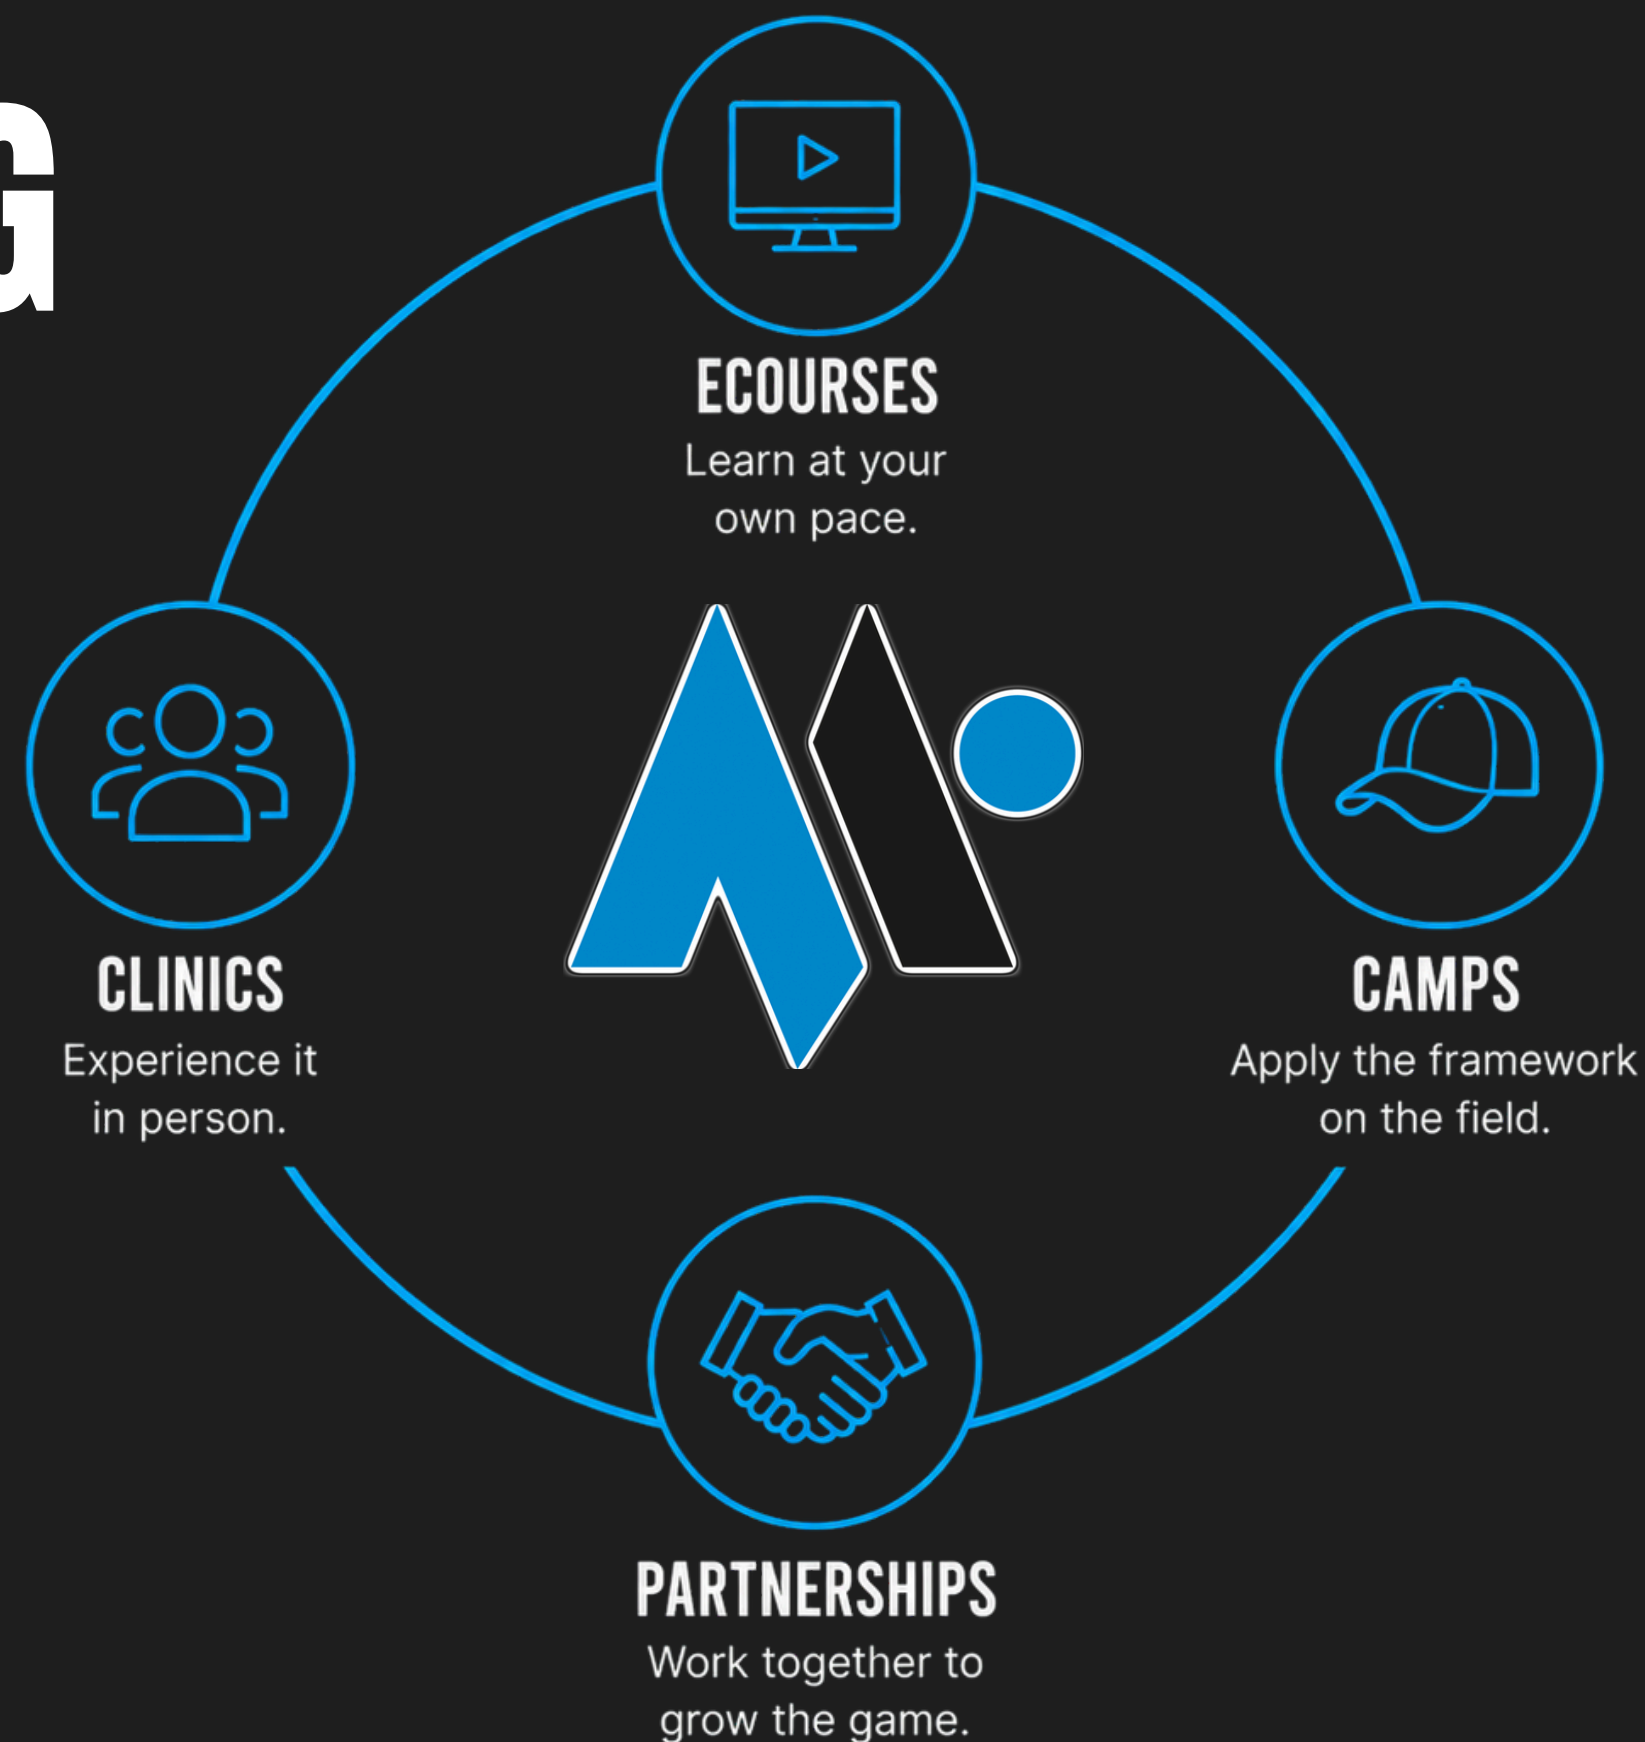 G
ECOURSES
Learn at your
own pace.
CLINICS
Experience it
in person.
CAMPS
Apply the framework
on the field.
PARTNERSHIPS
Work together to
grow the game.